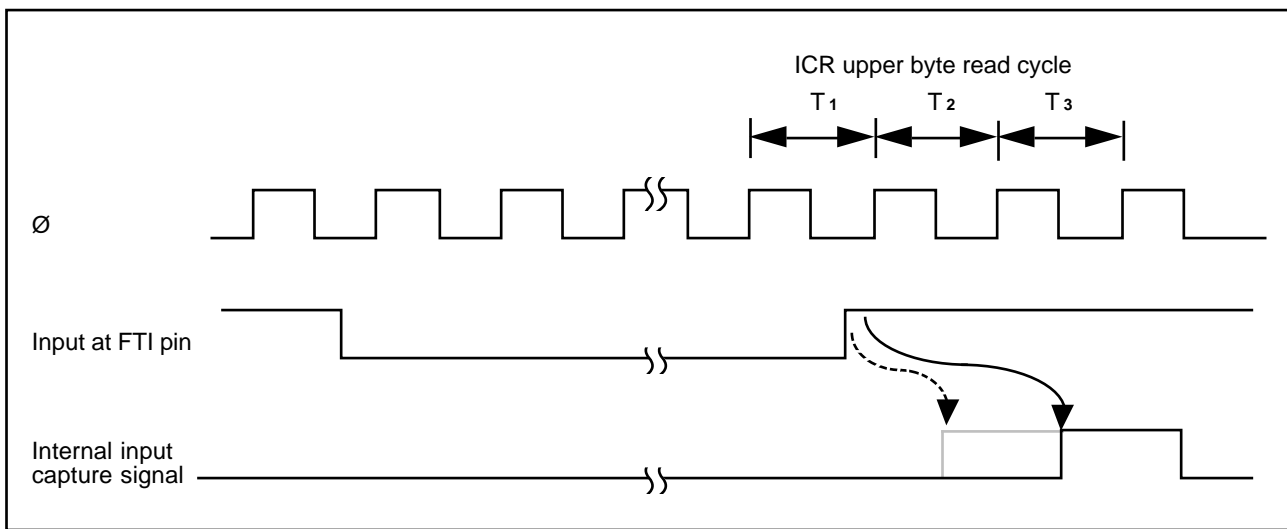 ICR upper byte read cycle
T1 T2 T3
Ø
Input at FTI pin
Internal input
capture signal